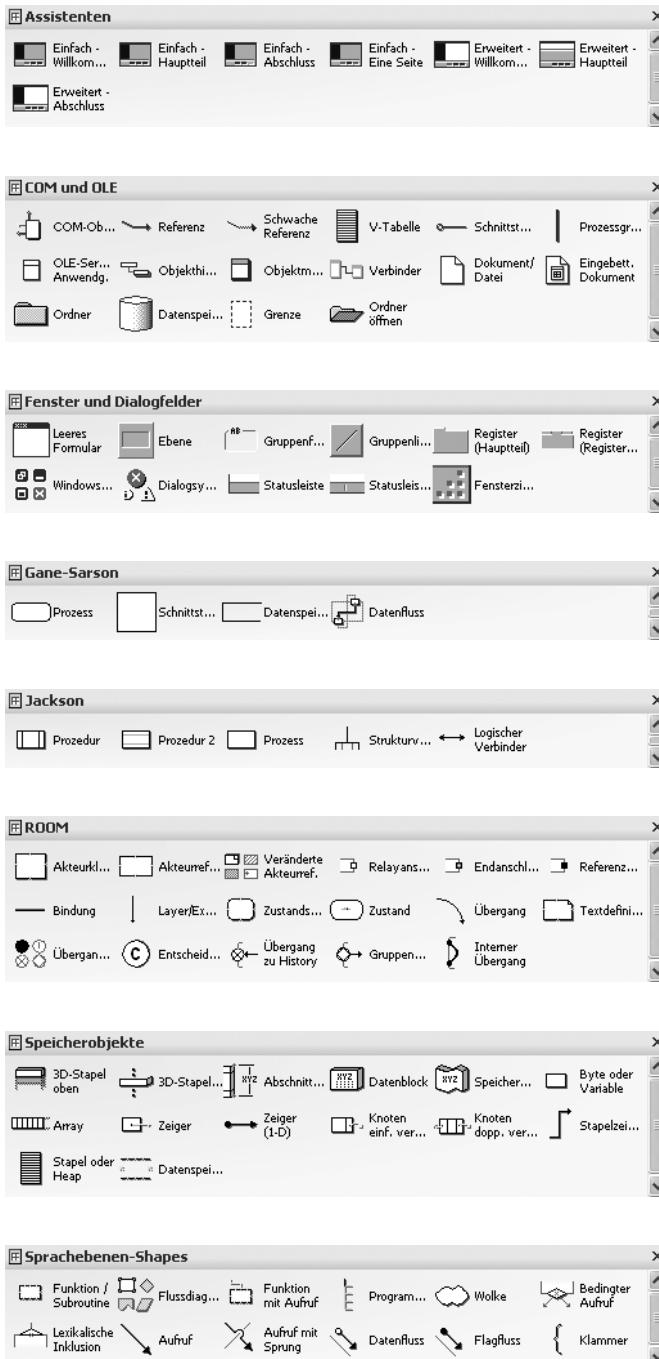 Assistenten
Einfach - Willkom... Einfach - Hauptteil Einfach - Abschluss Einfach - Eine Seite Erweitert - Willkom... Erweitert - Hauptteil
Erweitert - Abschluss
COM und OLE
COM-Ob... Referenz Schwache Referenz V-Tabelle Schnittst... Prozessgr...
OLE-Ser... Anwendg. Objekthi... Objektm... Verbinder Dokument/ Datei Eingebett. Dokument
Ordner Datenspei... Grenze Ordner öffnen
Fenster und Dialogfelder
Leeres Formular Ebene AB Gruppenf... Gruppenli... Register (Hauptteil) Register (Register...
Windows... Dialogsy... Statusleiste Statusleis... Fensterzi...
Gane-Sarson
Prozess Schnittst... Datenspei... Datenfluss
Jackson
Prozedur Prozedur 2 Prozess Strukturv... Logischer Verbinder
ROOM
Akteurkl... Akteurref... Veränderte Akteurref. Relayans... Endanschl... Referenz...
Bindung Layer/Ex... Zustands... Zustand Übergang Textdefini...
Übergan... C Entscheid... Übergang zu History Gruppen... Interner Übergang
Speicherobjekte
3D-Stapel oben 3D-Stapel... XYZ Abschnitt... XYZ Datenblock XYZ Speicher... Byte oder Variable
Array Zeiger Zeiger (1-D) Knoten einf. ver... Knoten dopp. ver... Stapelzei...
Stapel oder Heap Datenspei...
Sprachebenen-Shapes
Funktion / Subroutine Flussdiag... Funktion mit Aufruf Program... Wolke Bedingter Aufruf
Lexikalische Inklusion Aufruf Aufruf mit Sprung Datenfluss Flagfluss Klammer